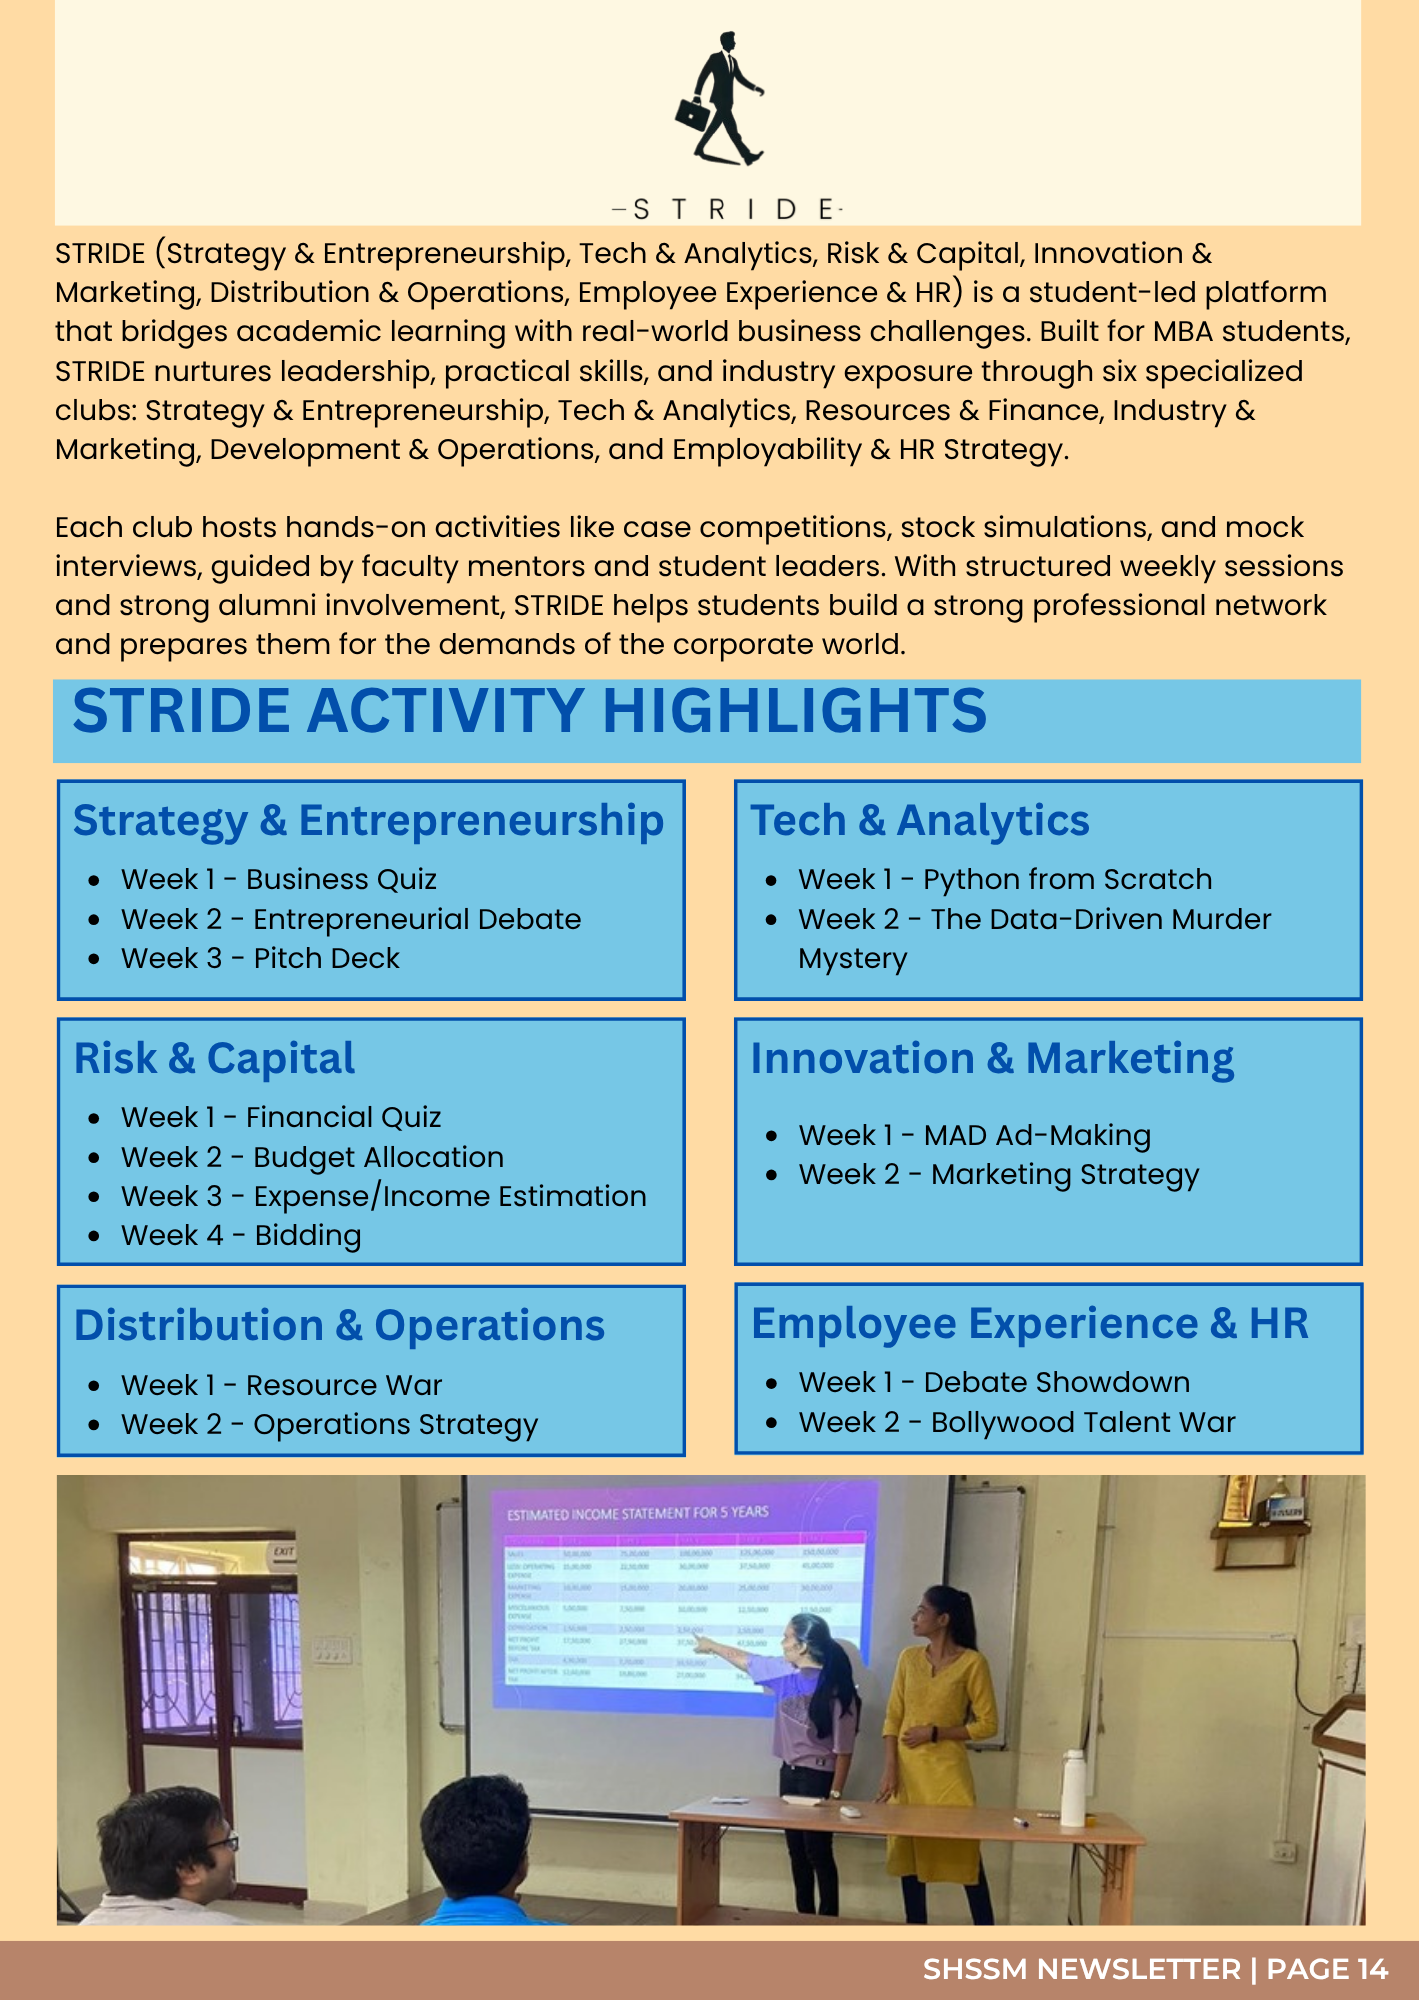 -S T R I D E-
STRIDE (Strategy & Entrepreneurship, Tech & Analytics, Risk & Capital, Innovation &
Marketing, Distribution & Operations, Employee Experience & HR) is a student-led platform
that bridges academic learning with real-world business challenges. Built for MBA students,
STRIDE nurtures leadership, practical skills, and industry exposure through six specialized
clubs: Strategy & Entrepreneurship, Tech & Analytics, Resources & Finance, Industry &
Marketing, Development & Operations, and Employability & HR Strategy.
Each club hosts hands-on activities like case competitions, stock simulations, and mock
interviews, guided by faculty mentors and student leaders. With structured weekly sessions
and strong alumni involvement, STRIDE helps students build a strong professional network
and prepares them for the demands of the corporate world.
STRIDE ACTIVITY HIGHLIGHTS
Strategy & Entrepreneurship
• Week 1 - Business Quiz
• Week 2 - Entrepreneurial Debate
• Week 3 - Pitch Deck
Tech & Analytics
• Week 1 - Python from Scratch
• Week 2 - The Data-Driven Murder
Mystery
Risk & Capital
• Week 1 - Financial Quiz
• Week 2 - Budget Allocation
• Week 3 - Expense/Income Estimation
• Week 4 - Bidding
Innovation & Marketing
• Week 1 - MAD Ad-Making
• Week 2 - Marketing Strategy
Distribution & Operations
• Week 1 - Resource War
• Week 2 - Operations Strategy
Employee Experience & HR
• Week 1 - Debate Showdown
• Week 2 - Bollywood Talent War
ESTIMATED INCOME STATEMENT FOR 5 YEARS
EXIT
WINNERS
SHSSM NEWSLETTER | PAGE 14